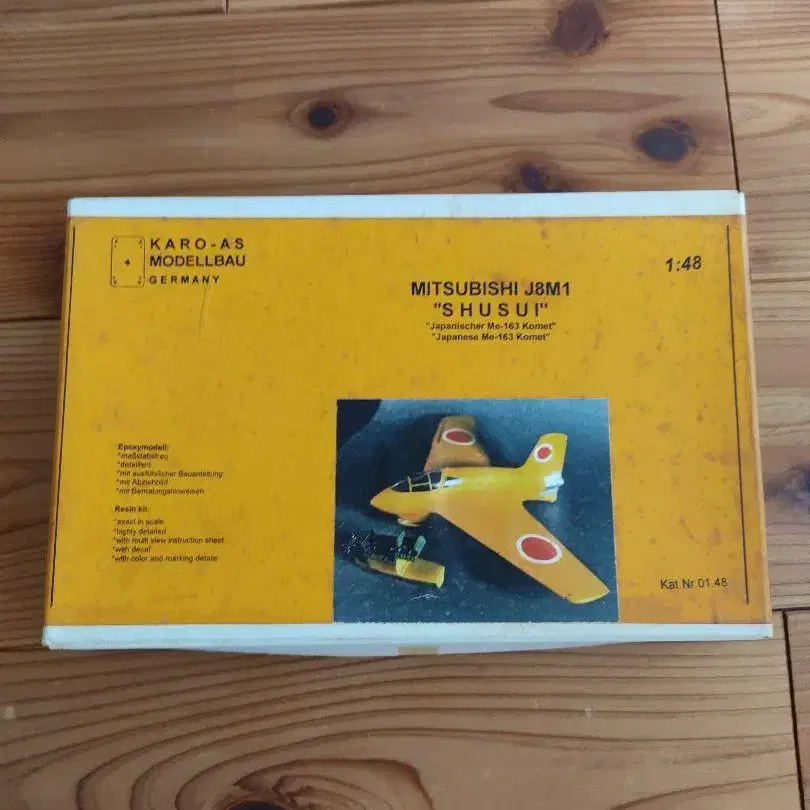 KARO-AS
MODELLBAU
GERMANY
1:48
MITSUBISHI J8M1
"SHUSUI"
"Japanischer Me-163 Komet"
"Japanese Me-163 Komet"
Epoxymodell:
*maßstabstreu
*detailliert
*mit ausführlicher Bauanleitung
*mit Abziehbild
*mit Bemalungshinweisen
Resin kit:
*exact in scale
*highly detailed
*with multi view instruction sheet
*with decal
*with color and marking details
Kat.Nr.01.48